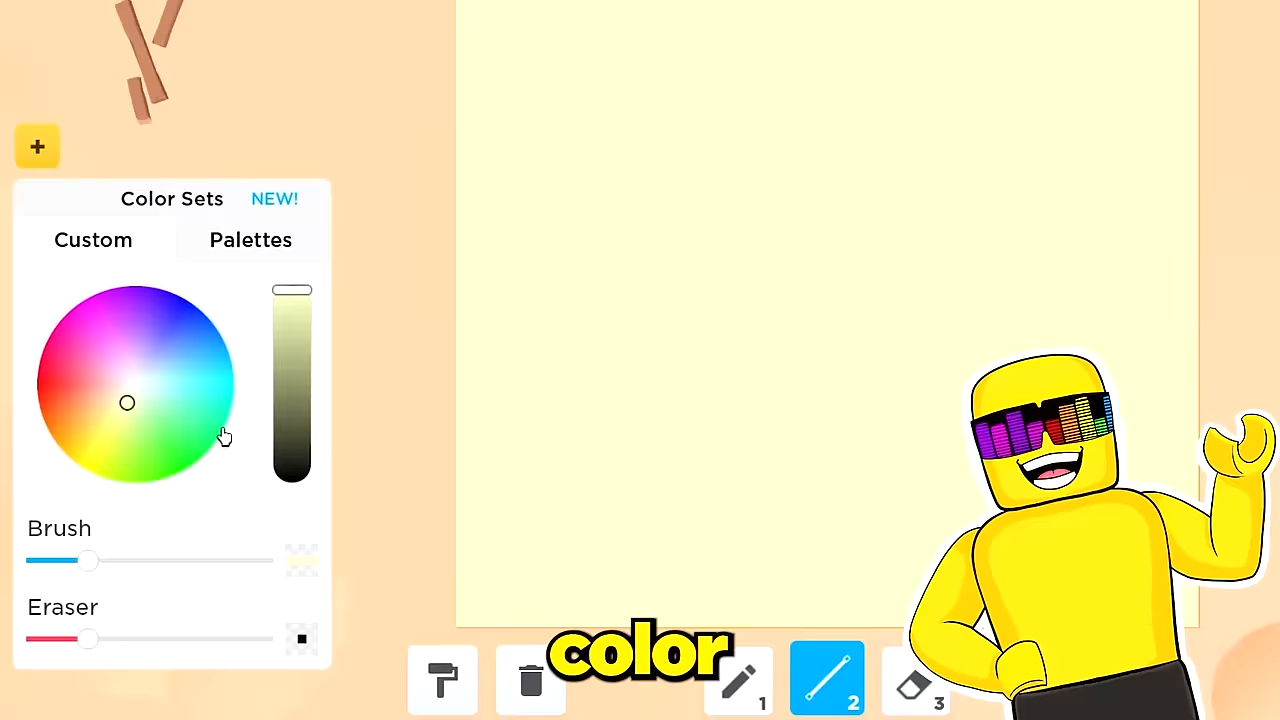 +
Color Sets NEW!
Custom Palettes
Brush
Eraser
color
1
2
3